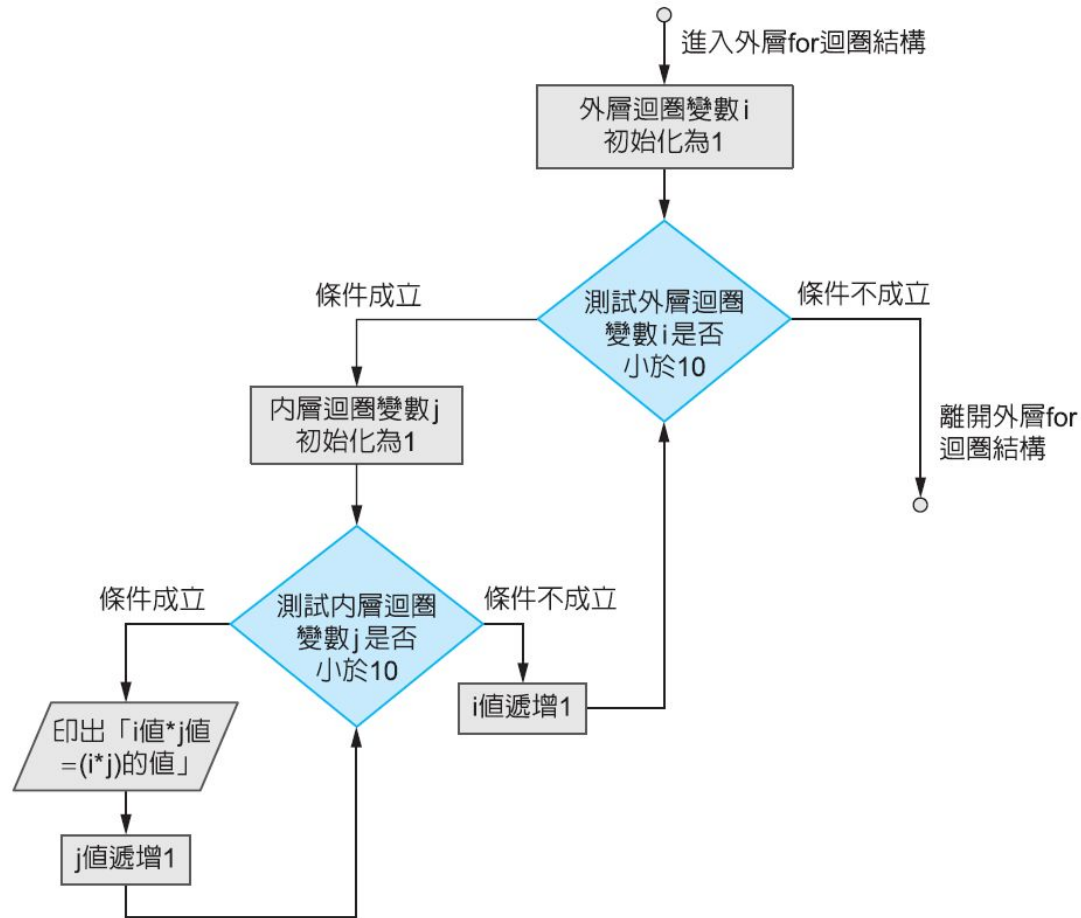 進入外層for迴圈結構
外層迴圈變數i
初始化為1
條件成立
測試外層迴圈
變數i是否
小於10
條件不成立
內層迴圈變數j
初始化為1
離開外層for
迴圈結構
條件成立
測試內層迴圈
變數j是否
小於10
條件不成立
i值遞增1
印出「i值*j值
=(i*j)的值」
j值遞增1